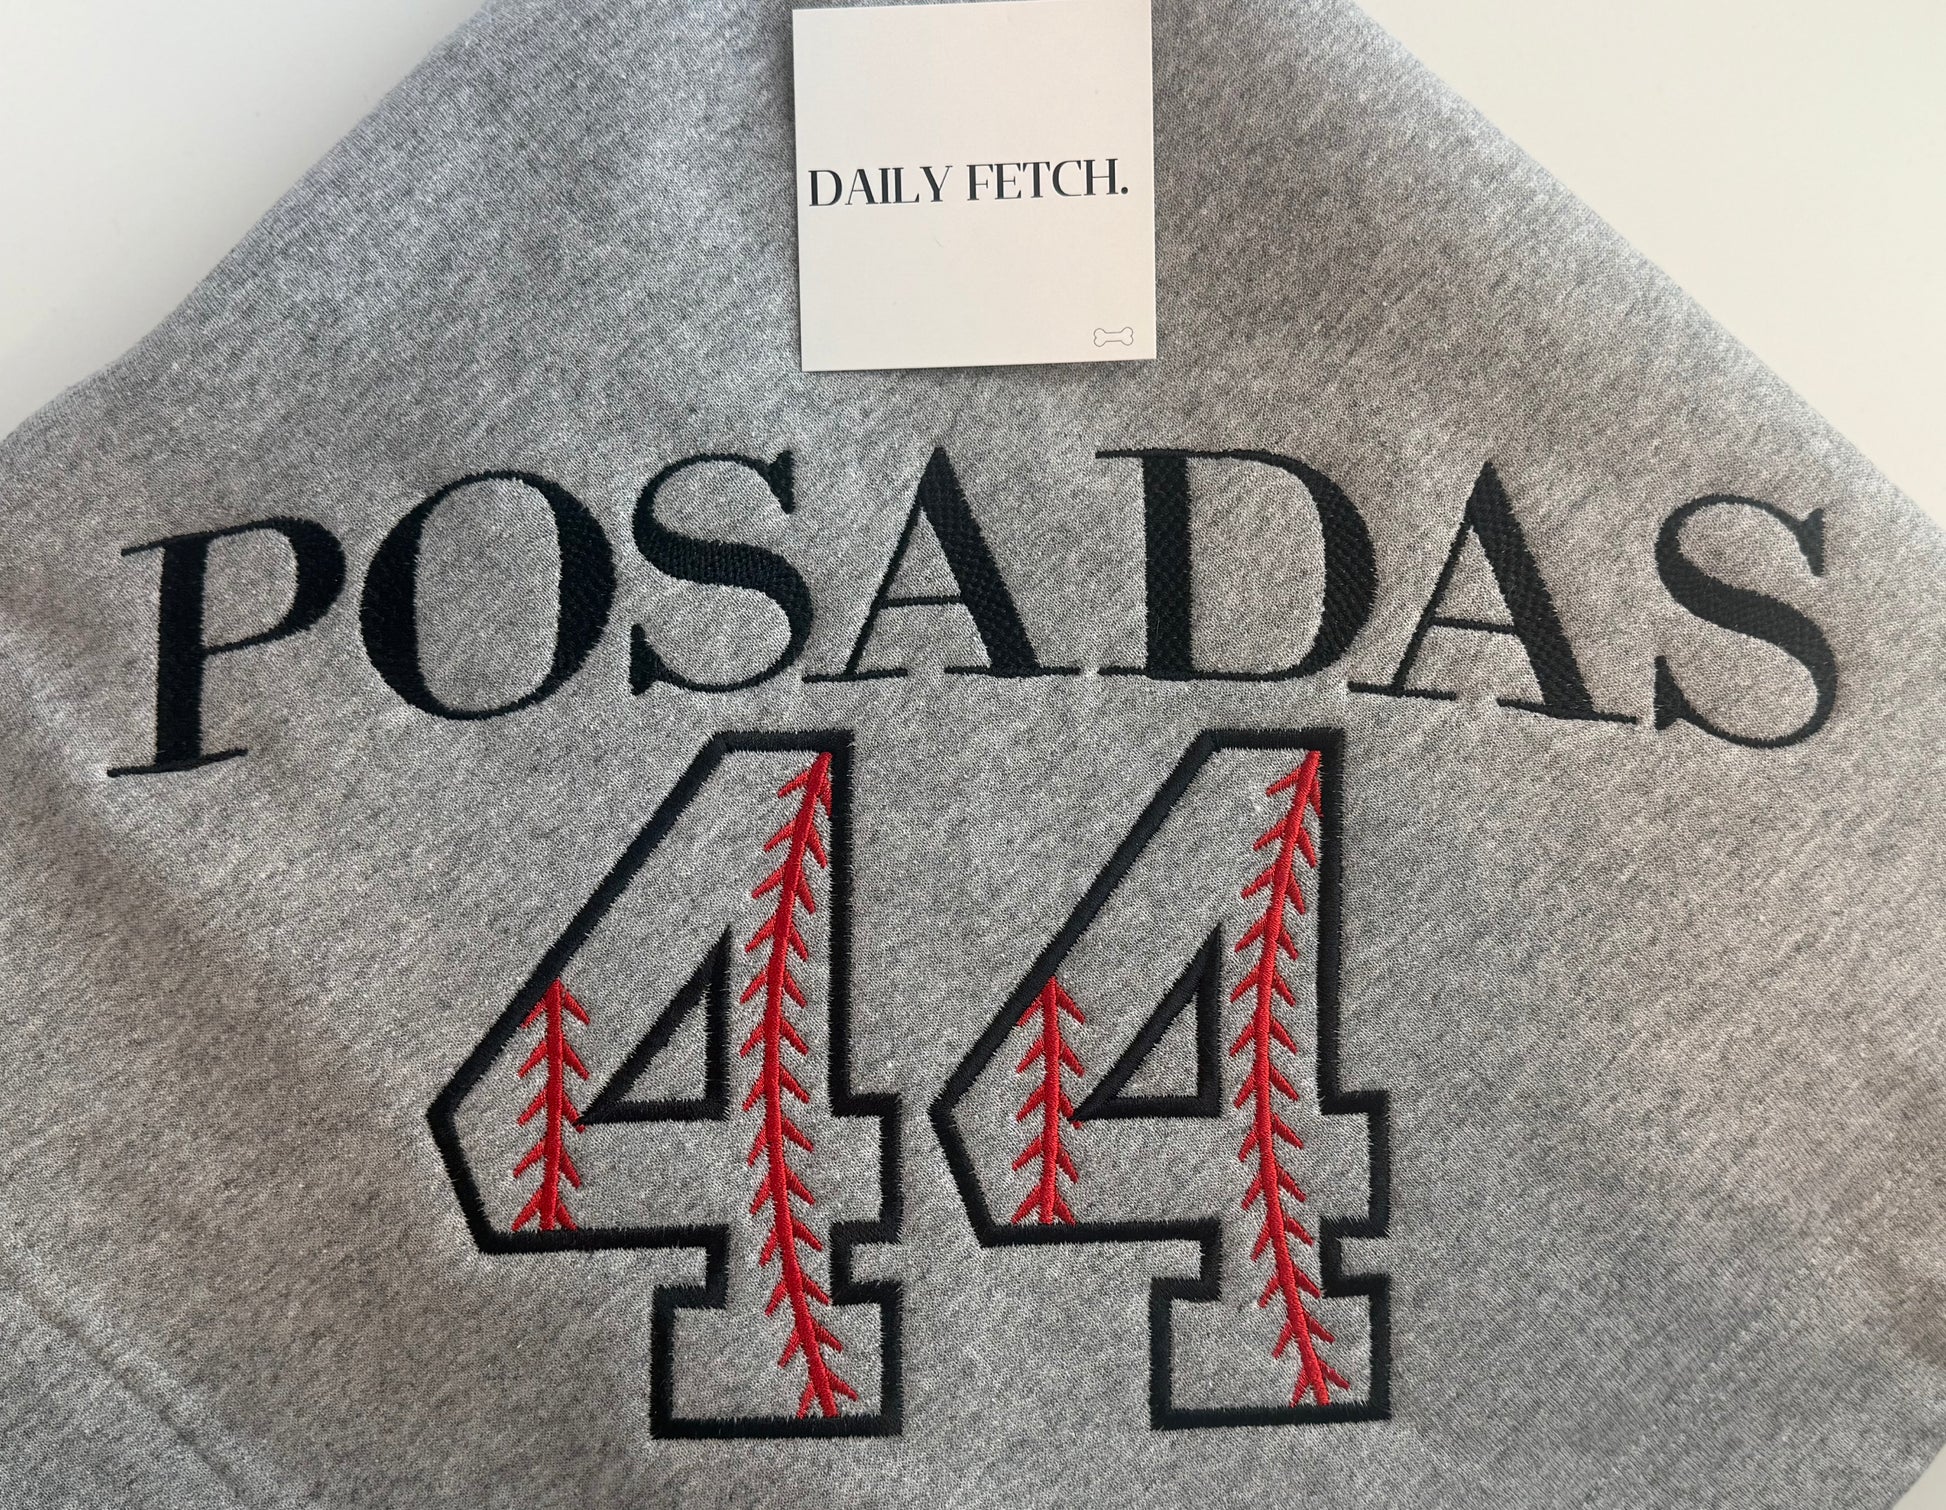 DAILY FETCH.
POSADAS
44